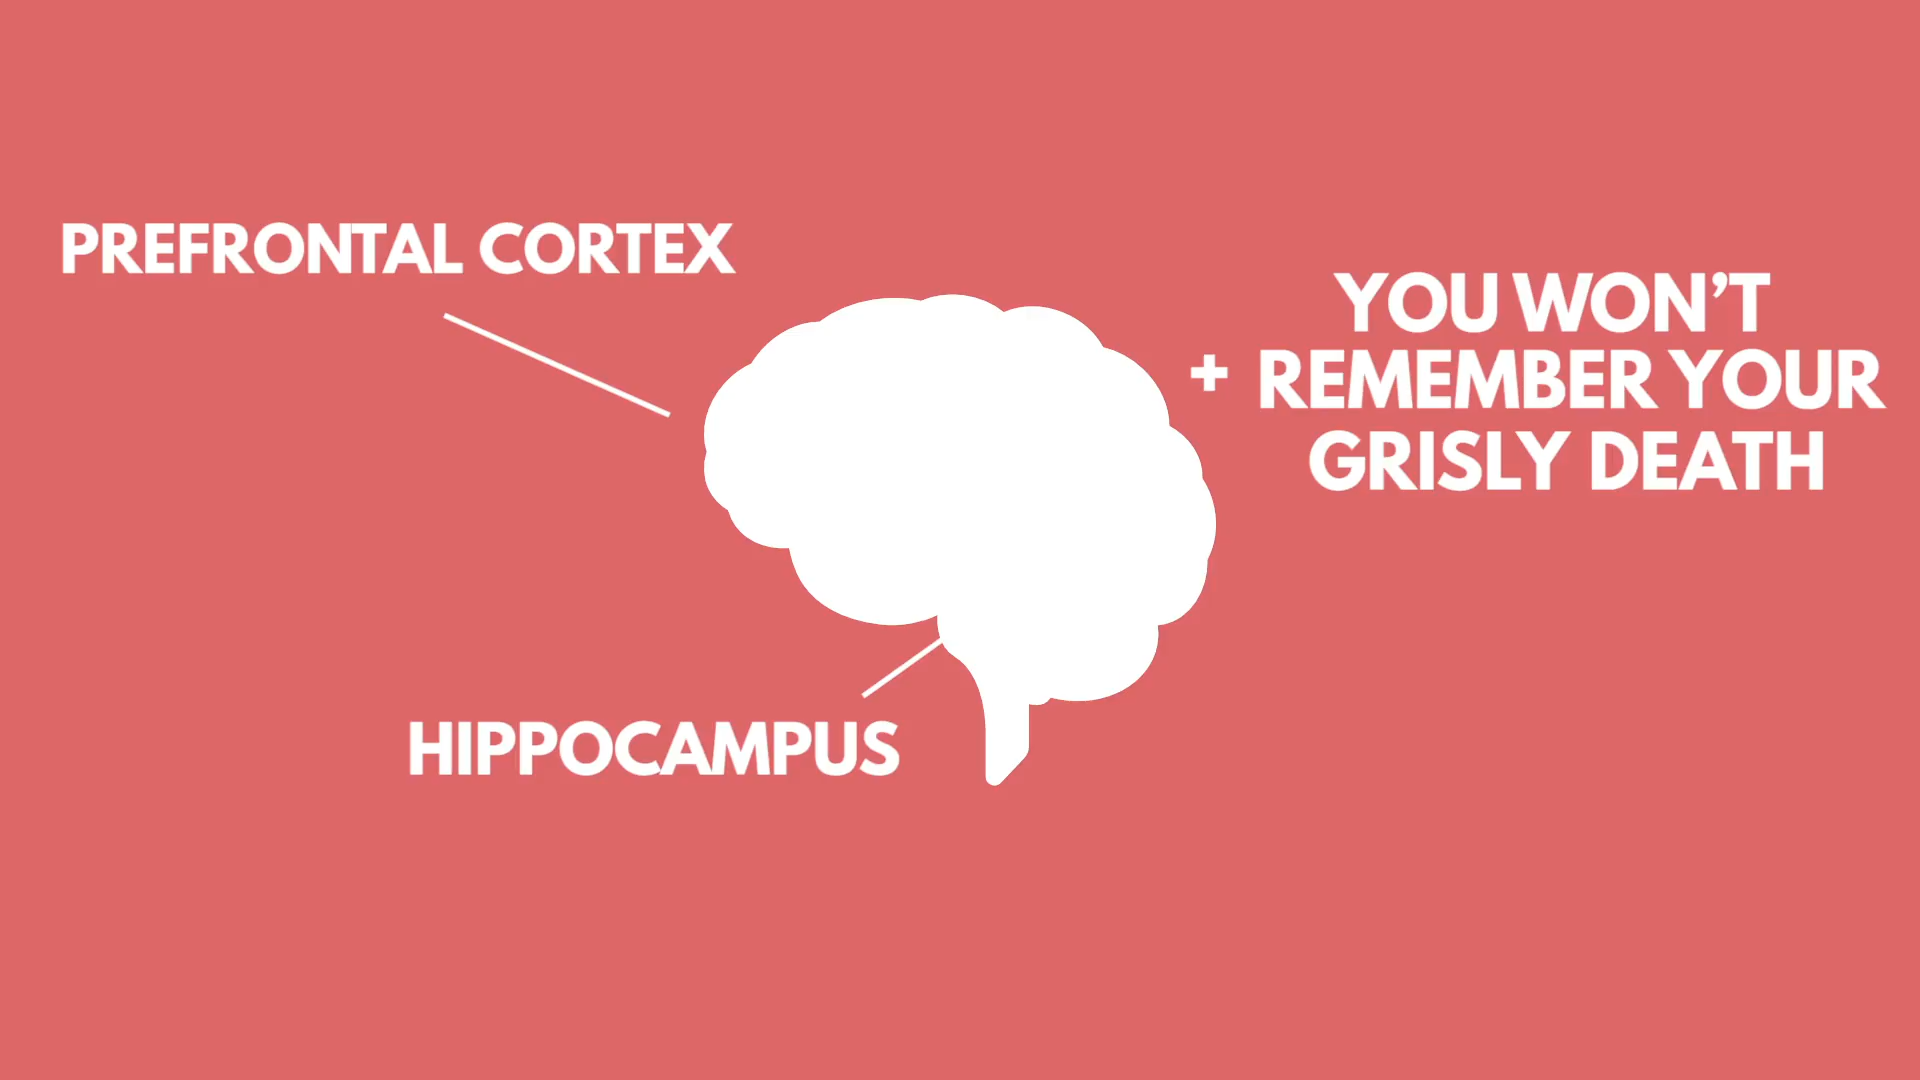 PREFRONTAL CORTEX
YOU WON’T
+ REMEMBER YOUR
GRISLY DEATH
HIPPOCAMPUS